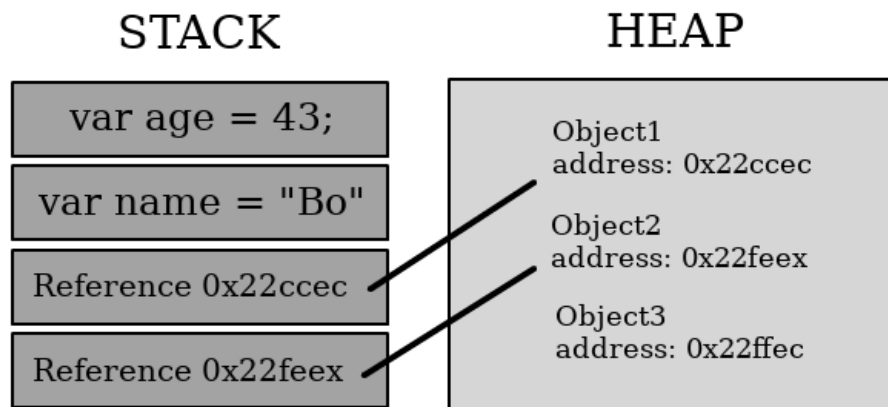 STACK
var age = 43;
var name = "Bo"
Reference 0x22ccec
Reference 0x22feex
HEAP
Object1
address: 0x22ccec
Object2
address: 0x22feex
Object3
address: 0x22ffec